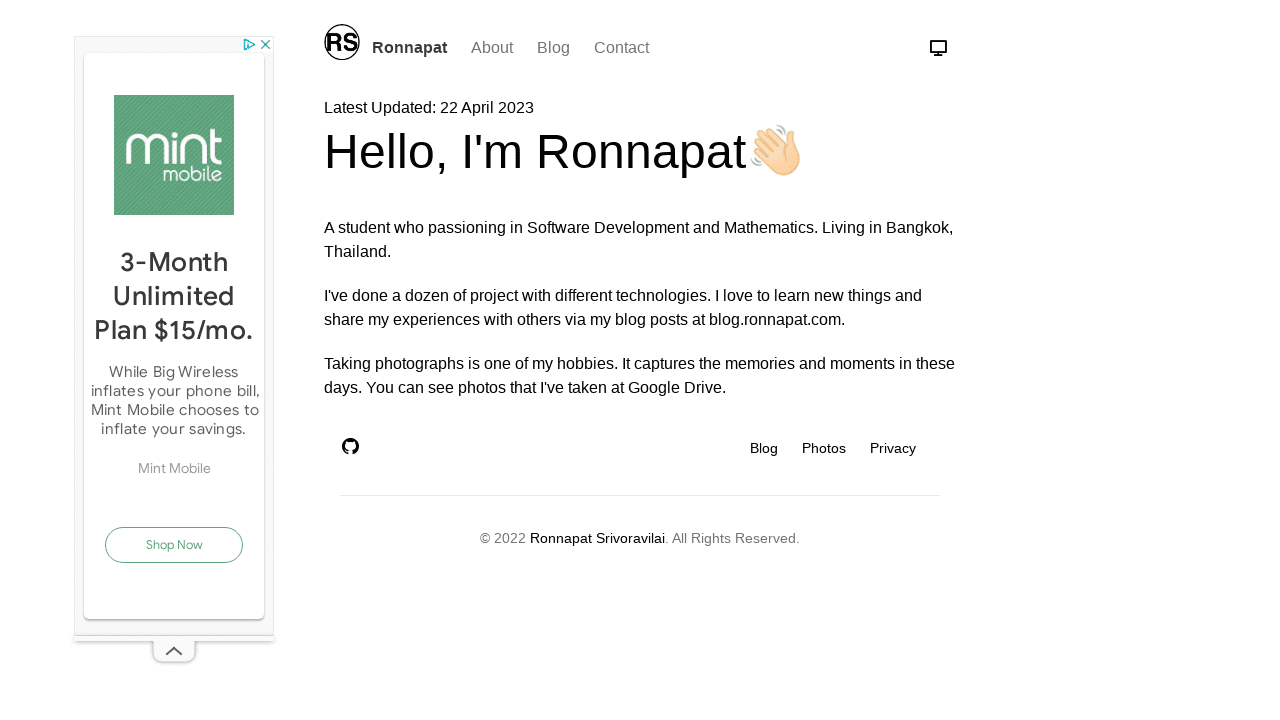 RS Ronnapat About Blog Contact
Latest Updated: 22 April 2023
Hello, I'm Ronnapat👋🏻
A student who passioning in Software Development and Mathematics. Living in Bangkok,
Thailand.
I've done a dozen of project with different technologies. I love to learn new things and
share my experiences with others via my blog posts at blog.ronnapat.com.
Taking photographs is one of my hobbies. It captures the memories and moments in these
days. You can see photos that I've taken at Google Drive.
Blog Photos Privacy
© 2022 Ronnapat Srivoravilai. All Rights Reserved.
mint
mobile
3-Month
Unlimited
Plan $15/mo.
While Big Wireless
inflates your phone bill,
Mint Mobile chooses to
inflate your savings.
Mint Mobile
Shop Now